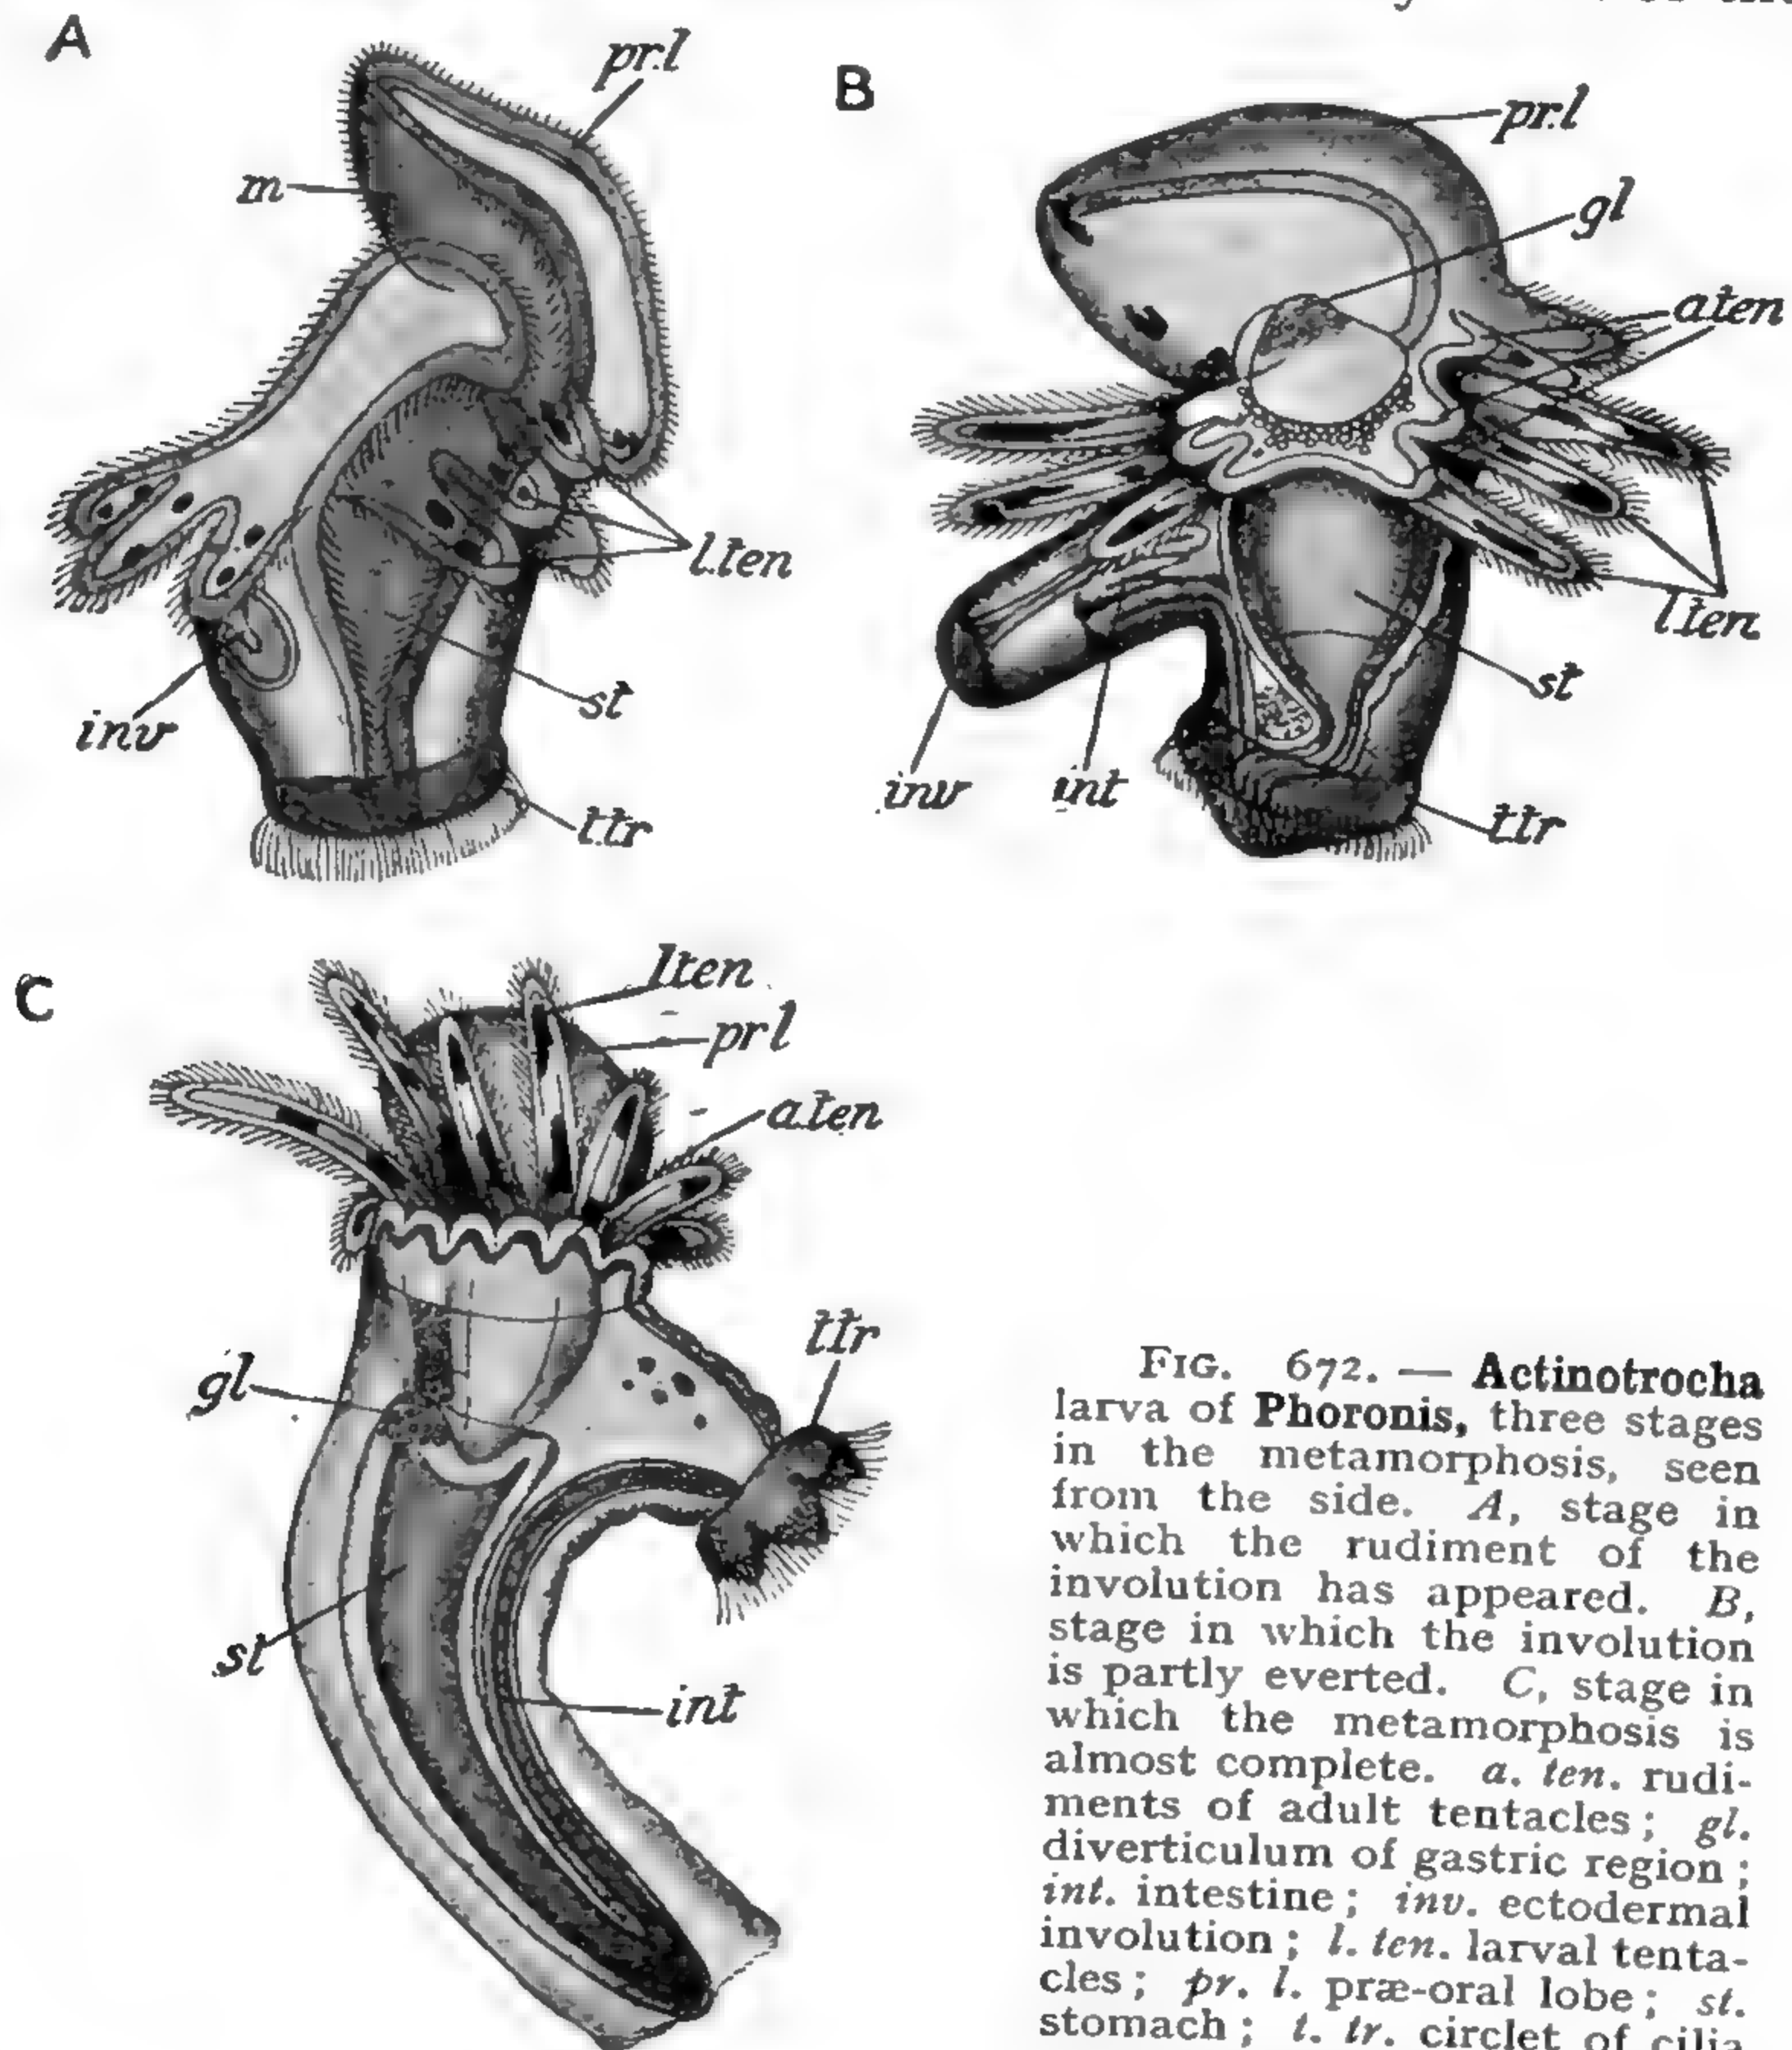 A
pr.l
m
l.ten
st
inv
t.tr
B
pr.l
gl
a.ten
l.ten
st
inv
int
ttr
C
l.ten
pr l
a.ten
ttr
gl
st
int
FIG. 672. — Actinotrocha
larva of Phoronis, three stages
in the metamorphosis, seen
from the side. A, stage in
which the rudiment of the
involution has appeared. B,
stage in which the involution
is partly everted. C, stage in
which the metamorphosis is
almost complete. a. ten. rudi-
ments of adult tentacles; gl.
diverticulum of gastric region;
int. intestine; inv. ectodermal
involution; l. ten. larval tenta-
cles; pr. l. præ-oral lobe; st.
stomach; t. tr. circlet of cilia